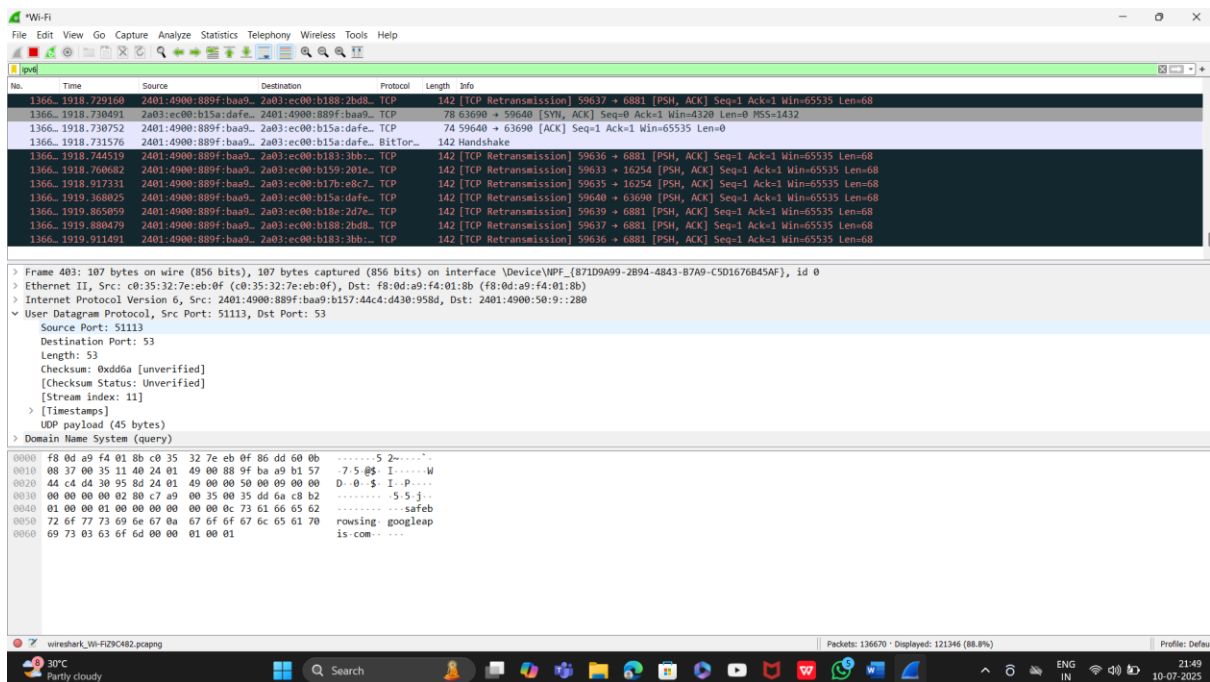 *Wi-Fi
File Edit View Go Capture Analyze Statistics Telephony Wireless Tools Help
ipv6
No. Time Source Destination Protocol Length Info
1366… 1918.729160 2401:4900:889f:baa9… 2a03:ec00:b188:2bd8… TCP 142 [TCP Retransmission] 59637 → 6881 [PSH, ACK] Seq=1 Ack=1 Win=65535 Len=68
1366… 1918.730491 2a03:ec00:b15a:dafe… 2401:4900:889f:baa9… TCP 78 63690 → 59640 [SYN, ACK] Seq=0 Ack=1 Win=4320 Len=0 MSS=1432
1366… 1918.730752 2401:4900:889f:baa9… 2a03:ec00:b15a:dafe… TCP 74 59640 → 63690 [ACK] Seq=1 Ack=1 Win=65535 Len=0
1366… 1918.731576 2401:4900:889f:baa9… 2a03:ec00:b15a:dafe… BitTor… 142 Handshake
1366… 1918.744519 2401:4900:889f:baa9… 2a03:ec00:b183:3bb:… TCP 142 [TCP Retransmission] 59636 → 6881 [PSH, ACK] Seq=1 Ack=1 Win=65535 Len=68
1366… 1918.760682 2401:4900:889f:baa9… 2a03:ec00:b159:201e… TCP 142 [TCP Retransmission] 59633 → 16254 [PSH, ACK] Seq=1 Ack=1 Win=65535 Len=68
1366… 1918.917331 2401:4900:889f:baa9… 2a03:ec00:b17b:e8c7… TCP 142 [TCP Retransmission] 59635 → 16254 [PSH, ACK] Seq=1 Ack=1 Win=65535 Len=68
1366… 1919.368025 2401:4900:889f:baa9… 2a03:ec00:b15a:dafe… TCP 142 [TCP Retransmission] 59640 → 63690 [PSH, ACK] Seq=1 Ack=1 Win=65535 Len=68
1366… 1919.865059 2401:4900:889f:baa9… 2a03:ec00:b18e:2d7e… TCP 142 [TCP Retransmission] 59639 → 6881 [PSH, ACK] Seq=1 Ack=1 Win=65535 Len=68
1366… 1919.880479 2401:4900:889f:baa9… 2a03:ec00:b188:2bd8… TCP 142 [TCP Retransmission] 59637 → 6881 [PSH, ACK] Seq=1 Ack=1 Win=65535 Len=68
1366… 1919.911491 2401:4900:889f:baa9… 2a03:ec00:b183:3bb:… TCP 142 [TCP Retransmission] 59636 → 6881 [PSH, ACK] Seq=1 Ack=1 Win=65535 Len=68
> Frame 403: 107 bytes on wire (856 bits), 107 bytes captured (856 bits) on interface \Device\NPF_{871D9A99-2B94-4843-B7A9-C5D1676B45AF}, id 0
> Ethernet II, Src: c0:35:32:7e:eb:0f (c0:35:32:7e:eb:0f), Dst: f8:0d:a9:f4:01:8b (f8:0d:a9:f4:01:8b)
> Internet Protocol Version 6, Src: 2401:4900:889f:baa9:b157:44c4:d430:958d, Dst: 2401:4900:50:9::280
User Datagram Protocol, Src Port: 51113, Dst Port: 53
Source Port: 51113
Destination Port: 53
Length: 53
Checksum: 0xdd6a [unverified]
[Checksum Status: Unverified]
[Stream index: 11]
> [Timestamps]
UDP payload (45 bytes)
> Domain Name System (query)
0000 f8 0d a9 f4 01 8b c0 35 32 7e eb 0f 86 dd 60 0b ·······5 2~····`·
0010 08 37 00 35 11 40 24 01 49 00 88 9f ba a9 b1 57 ·7·5·@$· I······W
0020 44 c4 d4 30 95 8d 24 01 49 00 00 50 00 09 00 00 D··0··$· I··P····
0030 00 00 00 00 02 80 c7 a9 00 35 00 35 dd 6a c8 b2 ········ ·5·5·j··
0040 01 00 00 01 00 00 00 00 00 00 0c 73 61 66 65 62 ········ ···safeb
0050 72 6f 77 73 69 6e 67 0a 67 6f 6f 67 6c 65 61 70 rowsing· googleap
0060 69 73 03 63 6f 6d 00 00 01 00 01 is·com·· ···
wireshark_Wi-FiZ9C482.pcapng Packets: 136670 · Displayed: 121346 (88.8%) Profile: Defau
8 30°C Partly cloudy Search 5 ENG IN 21:49 10-07-2025